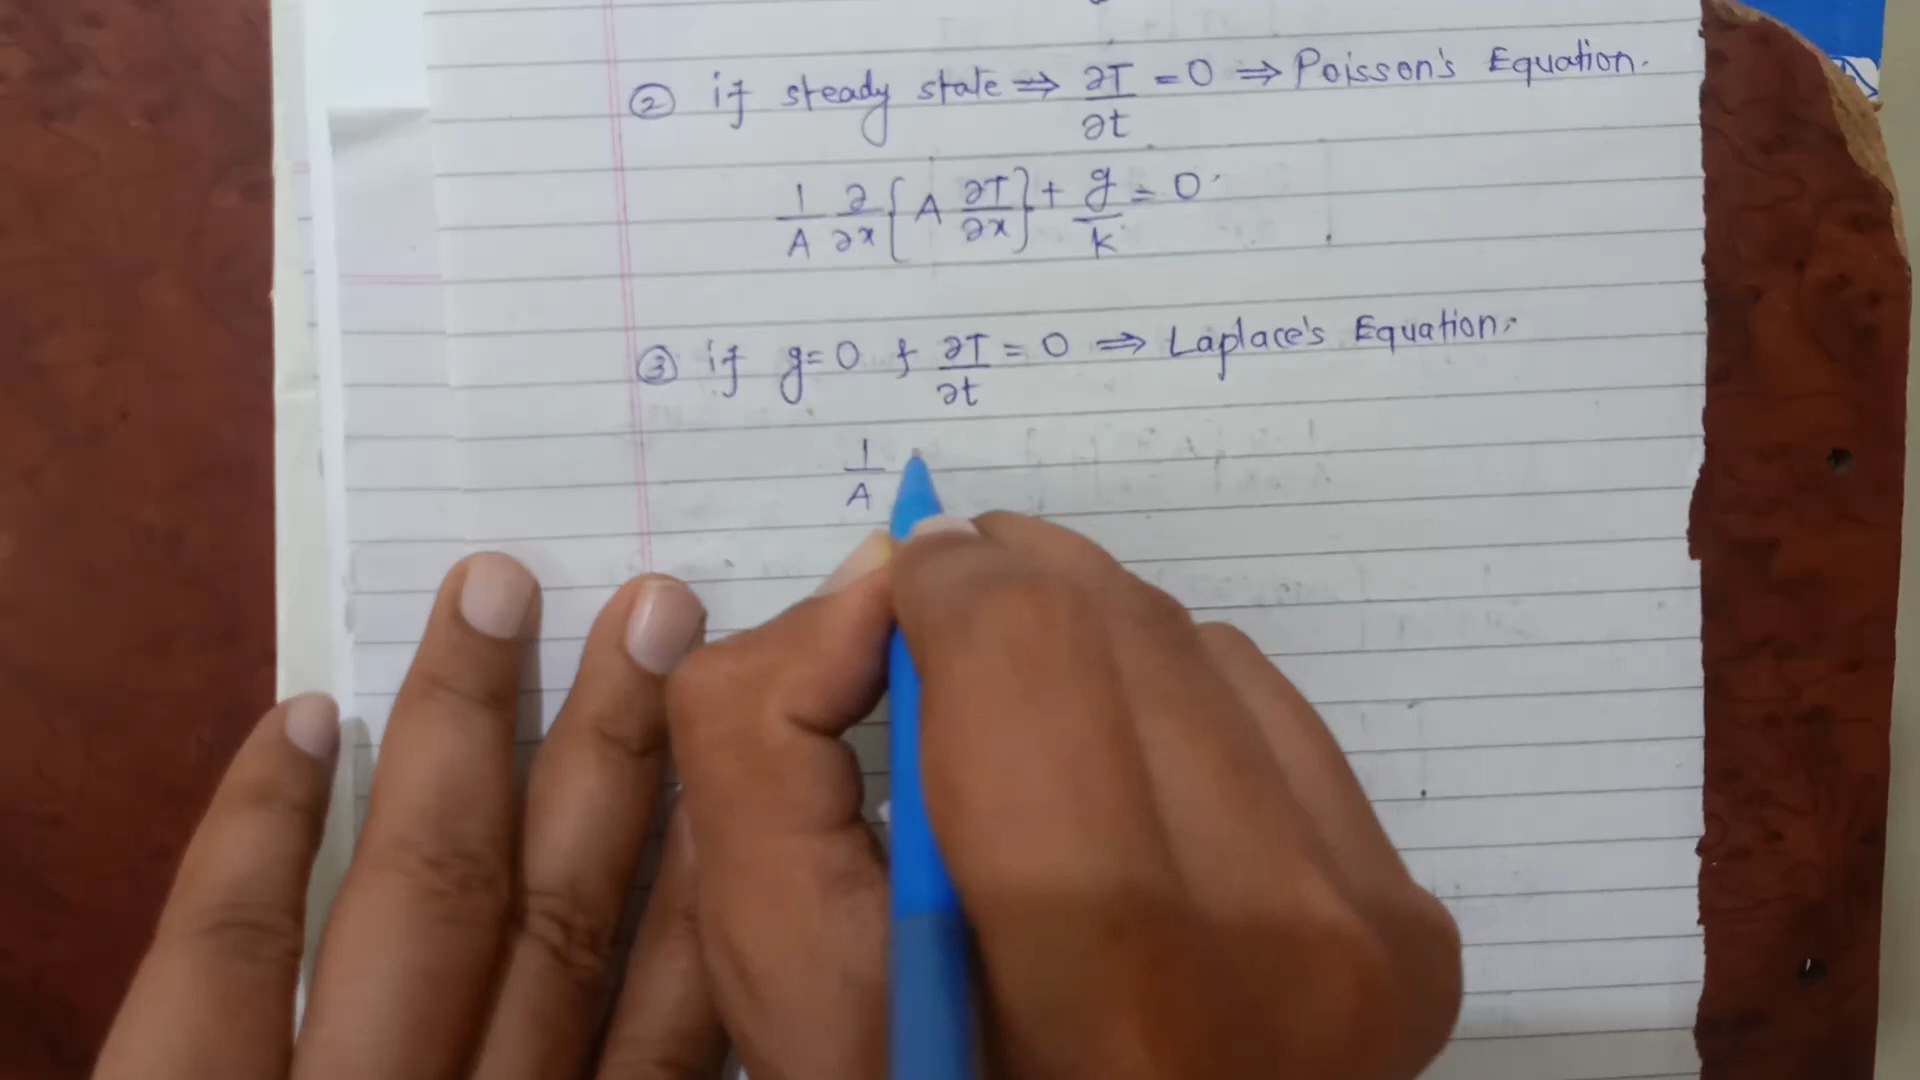 ② if steady state ⇒ ∂T/∂t = 0 ⇒ Poisson's Equation.
1/A ∂/∂x {A ∂T/∂x} + g/k = 0
③ if g=0 & ∂T/∂t = 0 ⇒ Laplace's Equation.
1/A